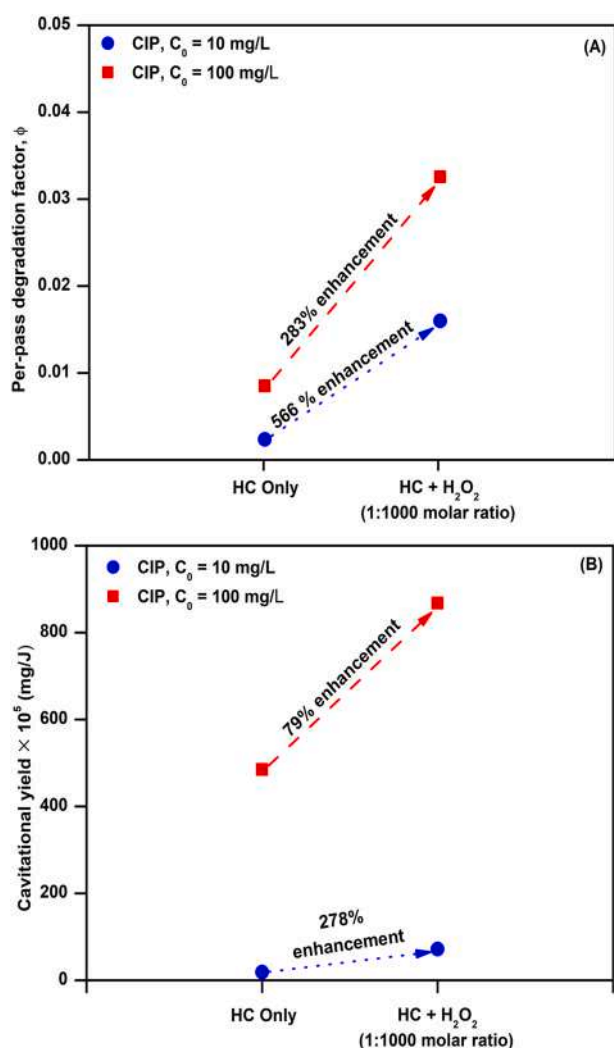 0.05
CIP, C₀ = 10 mg/L
(A)
CIP, C₀ = 100 mg/L
0.04
0.03
0.02
0.01
0.00
Per-pass degradation factor, ϕ
283% enhancement
566 % enhancement
HC Only
HC + H₂O₂
(1:1000 molar ratio)
1000
CIP, C₀ = 10 mg/L
(B)
CIP, C₀ = 100 mg/L
800
600
400
200
0
Cavitational yield × 10⁵ (mg/J)
79% enhancement
278%
enhancement
HC Only
HC + H₂O₂
(1:1000 molar ratio)